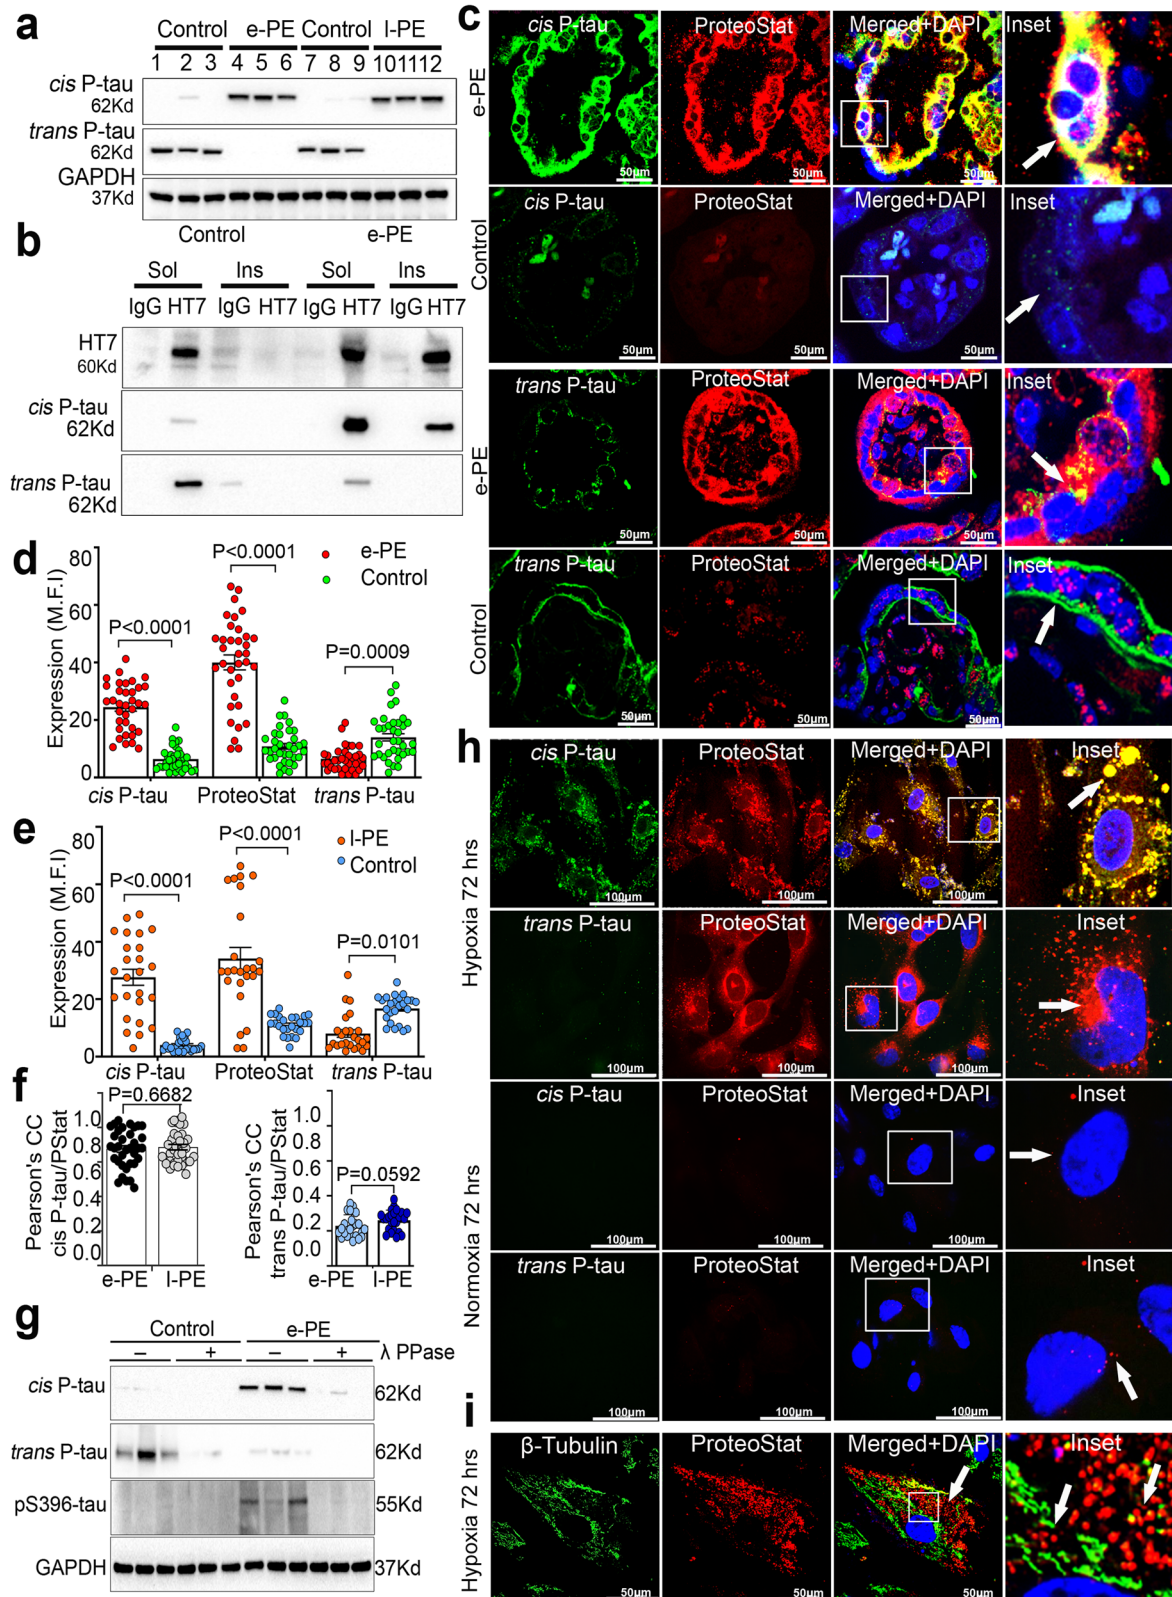 a
Control e-PE Control l-PE
1 2 3 4 5 6 7 8 9 10 11 12
cis P-tau
62Kd
trans P-tau
62Kd
GAPDH
37Kd
b
Control e-PE
Sol Ins Sol Ins
IgG HT7 IgG HT7 IgG HT7 IgG HT7
HT7
60Kd
cis P-tau
62Kd
trans P-tau
62Kd
c
e-PE
cis P-tau ProteoStat Merged+DAPI Inset
50µm 50µm 50µm
Control
cis P-tau ProteoStat Merged+DAPI Inset
50µm 50µm 50µm
e-PE
trans P-tau ProteoStat Merged+DAPI Inset
50µm 50µm 50µm
Control
trans P-tau ProteoStat Merged+DAPI Inset
50µm 50µm 50µm
d
Expression (M.F.I)
80
60
40
20
0
P<0.0001
P<0.0001
P=0.0009
e-PE
Control
cis P-tau ProteoStat trans P-tau
e
Expression (M.F.I)
80
60
40
20
0
P<0.0001
P<0.0001
P=0.0101
l-PE
Control
cis P-tau ProteoStat trans P-tau
f
Pearson's CC
cis P-tau/PStat
1.0
0.8
0.6
0.4
0.2
0.0
P=0.6682
e-PE l-PE
Pearson's CC
trans P-tau/PStat
1.0
0.8
0.6
0.4
0.2
0.0
P=0.0592
e-PE l-PE
g
Control e-PE
– + – + λ PPase
cis P-tau 62Kd
trans P-tau 62Kd
pS396-tau 55Kd
GAPDH 37Kd
h
Hypoxia 72 hrs
cis P-tau ProteoStat Merged+DAPI Inset
100µm 100µm 100µm
trans P-tau ProteoStat Merged+DAPI Inset
100µm 100µm 100µm
Normoxia 72 hrs
cis P-tau ProteoStat Merged+DAPI Inset
100µm 100µm 100µm
trans P-tau ProteoStat Merged+DAPI Inset
100µm 100µm 100µm
i
Hypoxia 72 hrs
β-Tubulin ProteoStat Merged+DAPI Inset
50µm 50µm 50µm